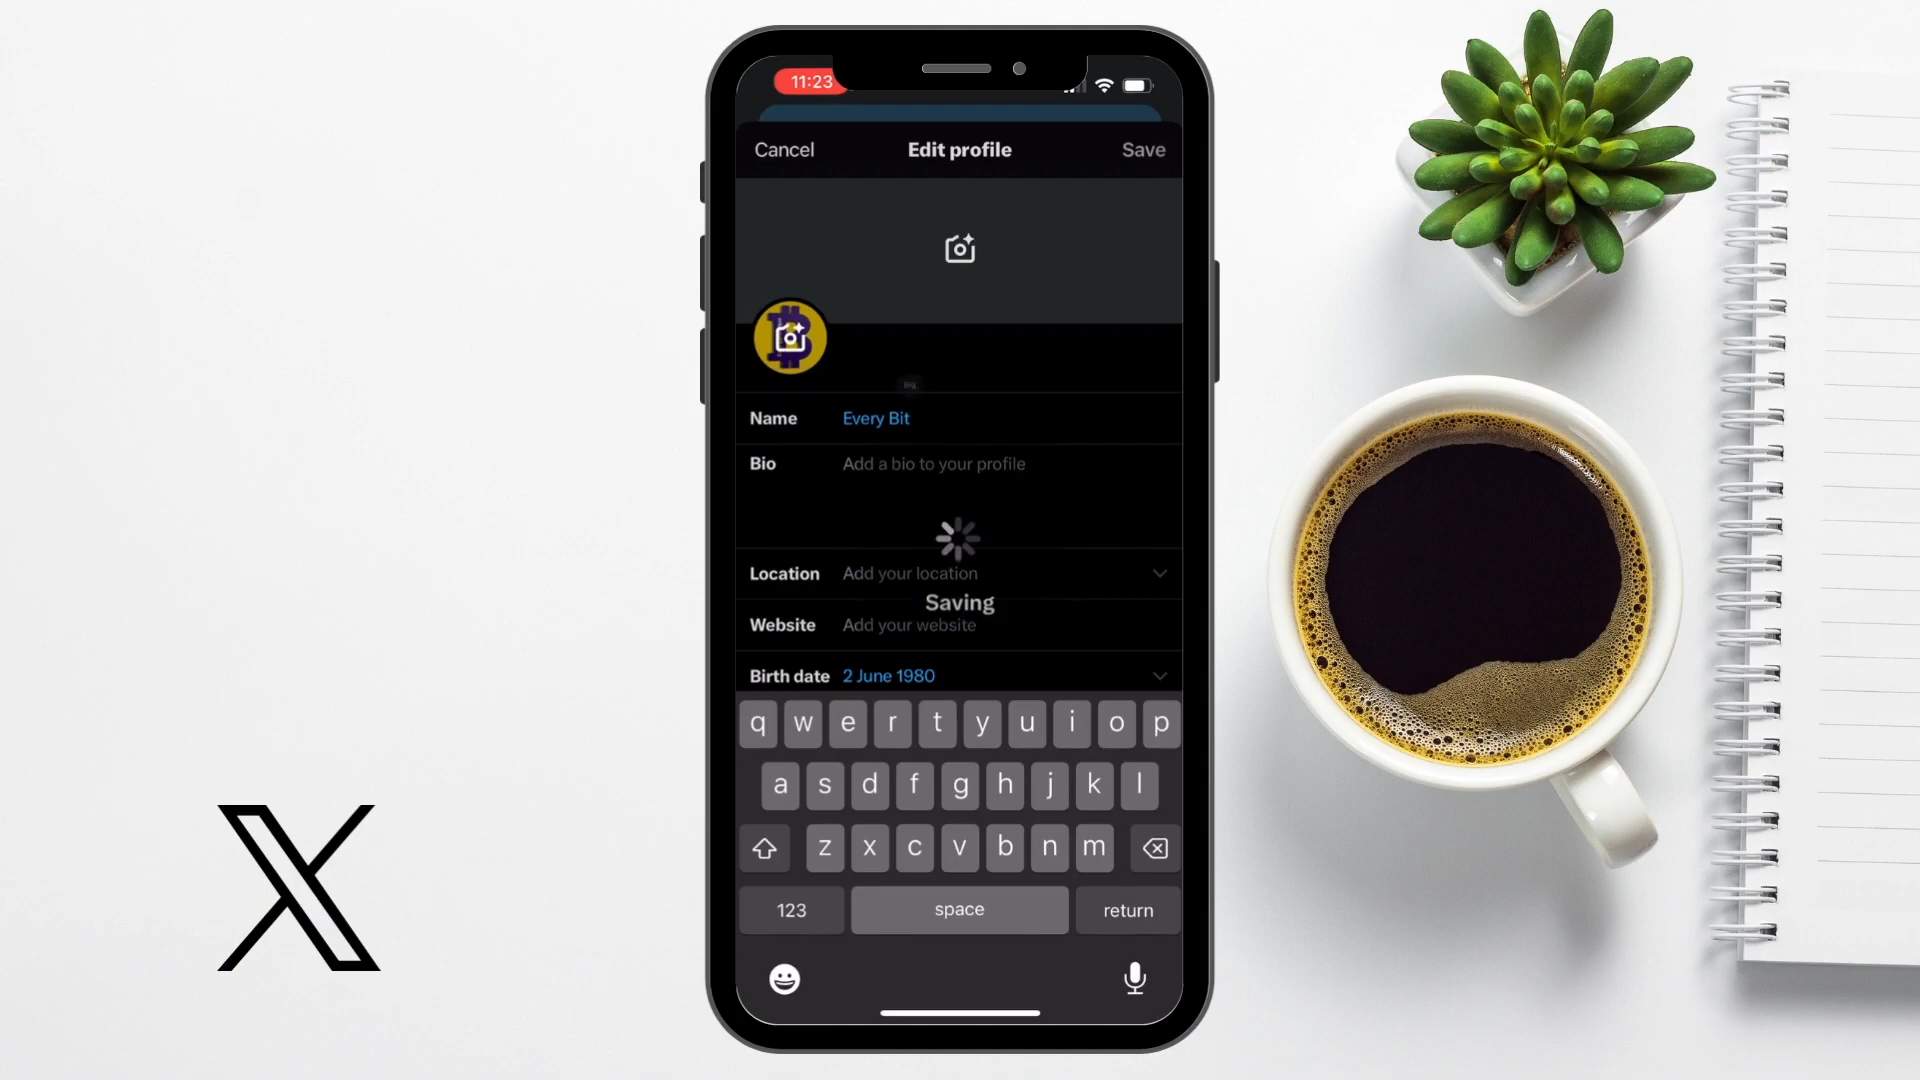 11:23
Cancel Edit profile Save
Name Every Bit
Bio Add a bio to your profile
Location Add your location
Saving
Website Add your website
Birth date 2 June 1980
q w e r t y u i o p
a s d f g h j k l
z x c v b n m
123 space return
X